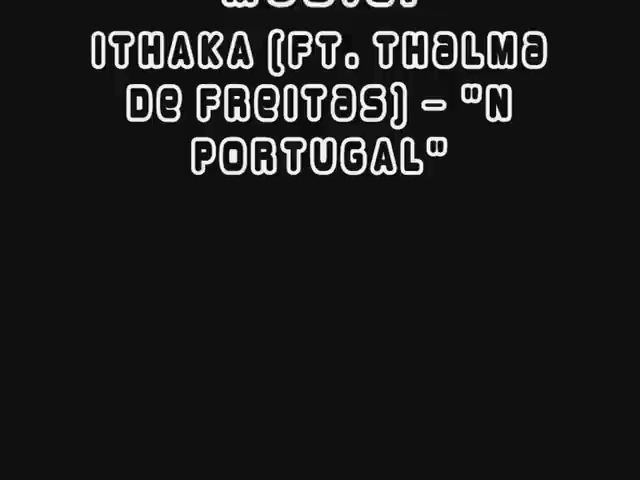 ITHAKA (FT. THALMA
DE FREITAS) - "N
PORTUGAL"